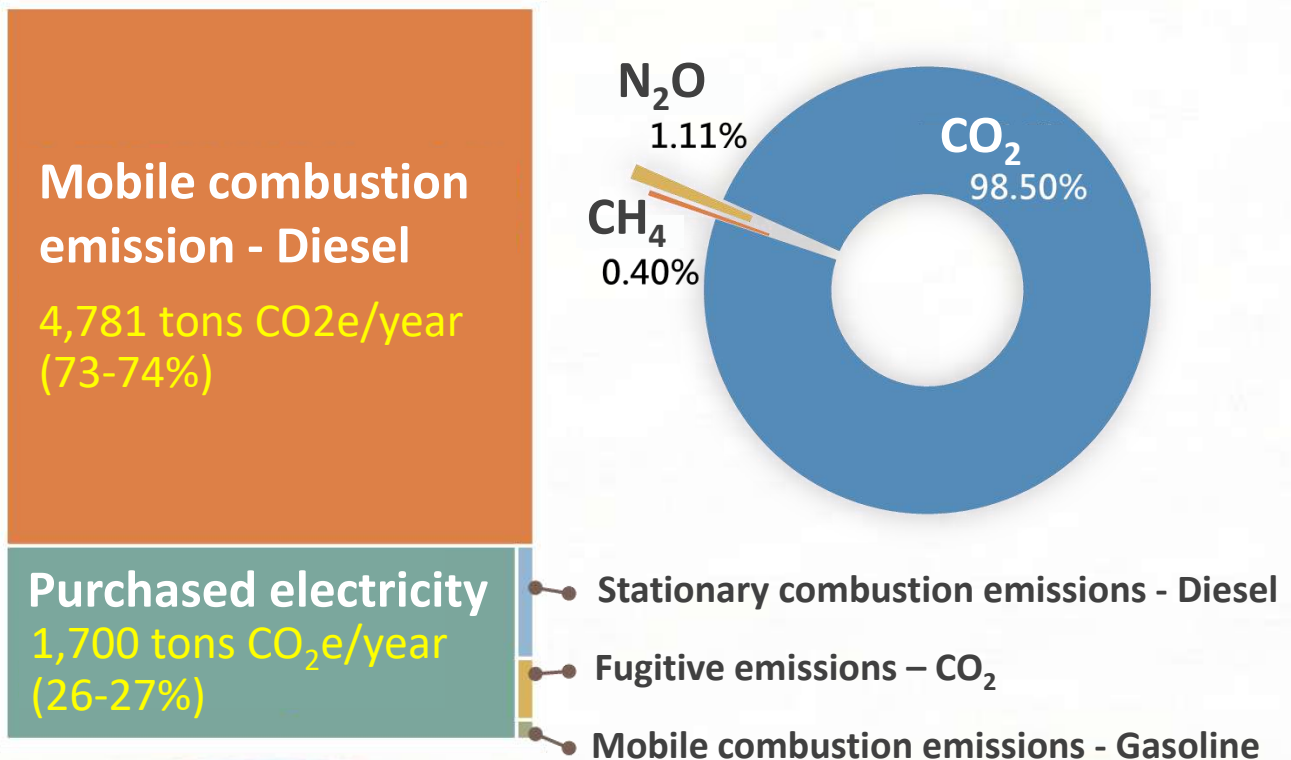 Mobile combustion
emission - Diesel
4,781 tons CO2e/year
(73-74%)
Purchased electricity
1,700 tons CO₂e/year
(26-27%)
N₂O
1.11%
CH₄
0.40%
CO₂
98.50%
Stationary combustion emissions - Diesel
Fugitive emissions – CO₂
Mobile combustion emissions - Gasoline